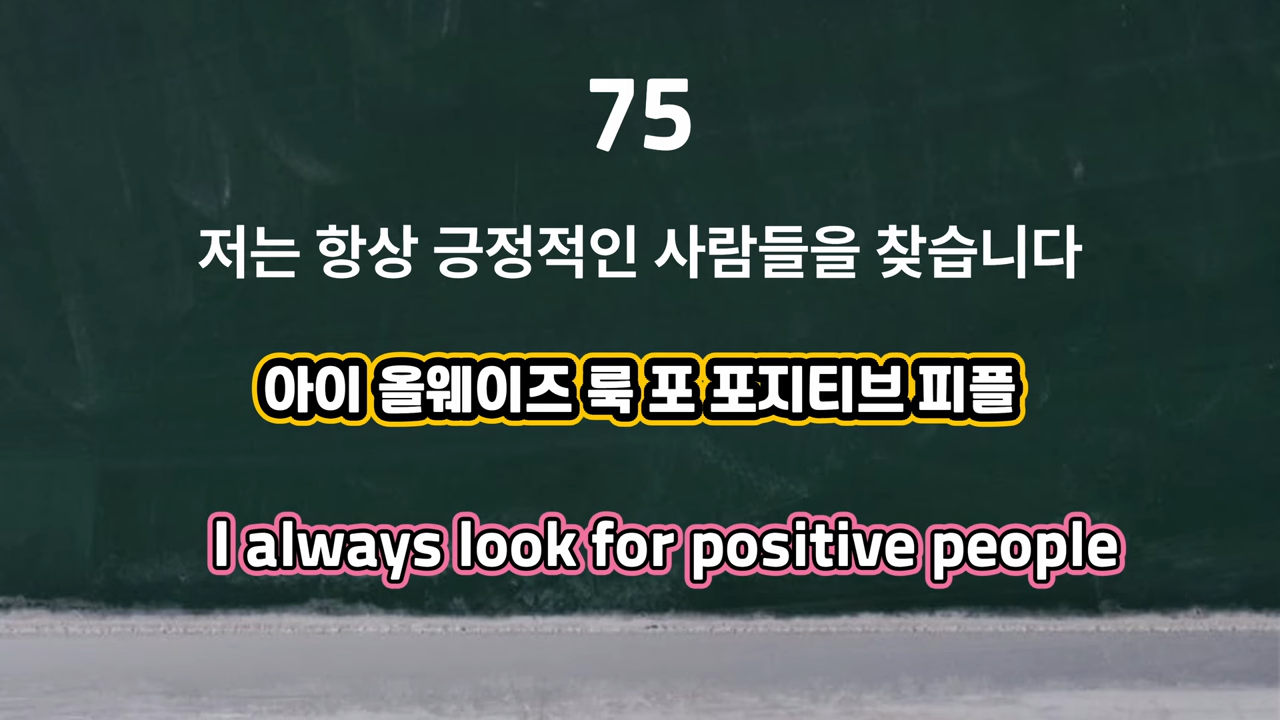 75
저는 항상 긍정적인 사람들을 찾습니다
아이 올웨이즈 룩 포 포지티브 피플
I always look for positive people